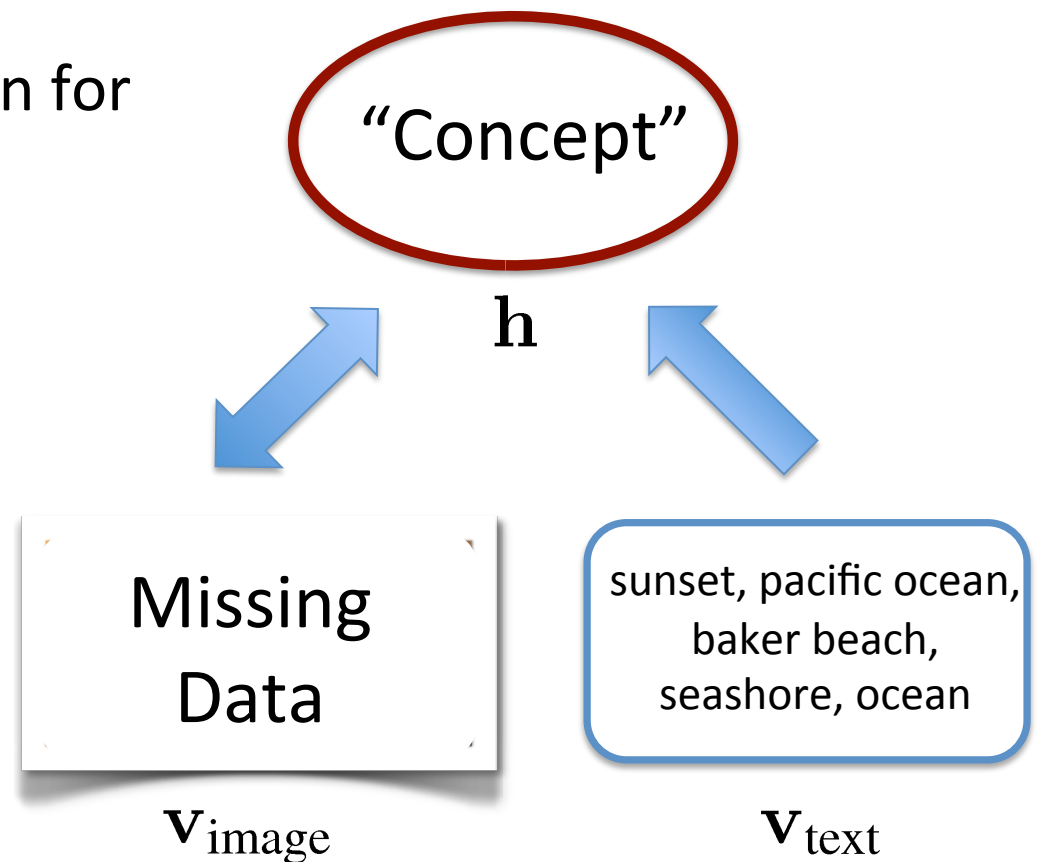 n for
“Concept”
h
Missing
Data
sunset, pacific ocean,
baker beach,
seashore, ocean
v_image
v_text